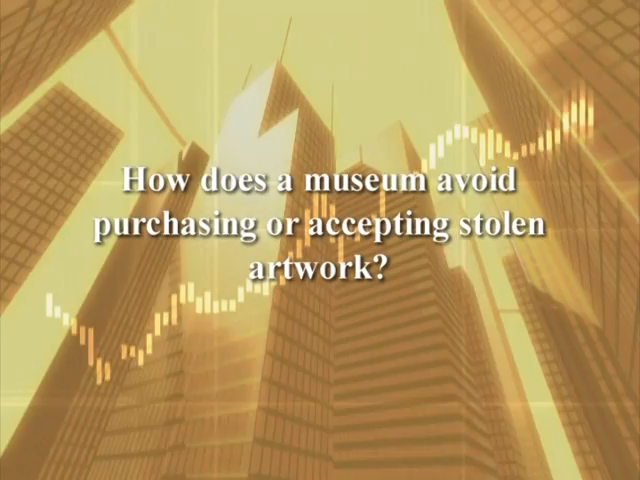 How does a museum avoid
purchasing or accepting stolen
artwork?